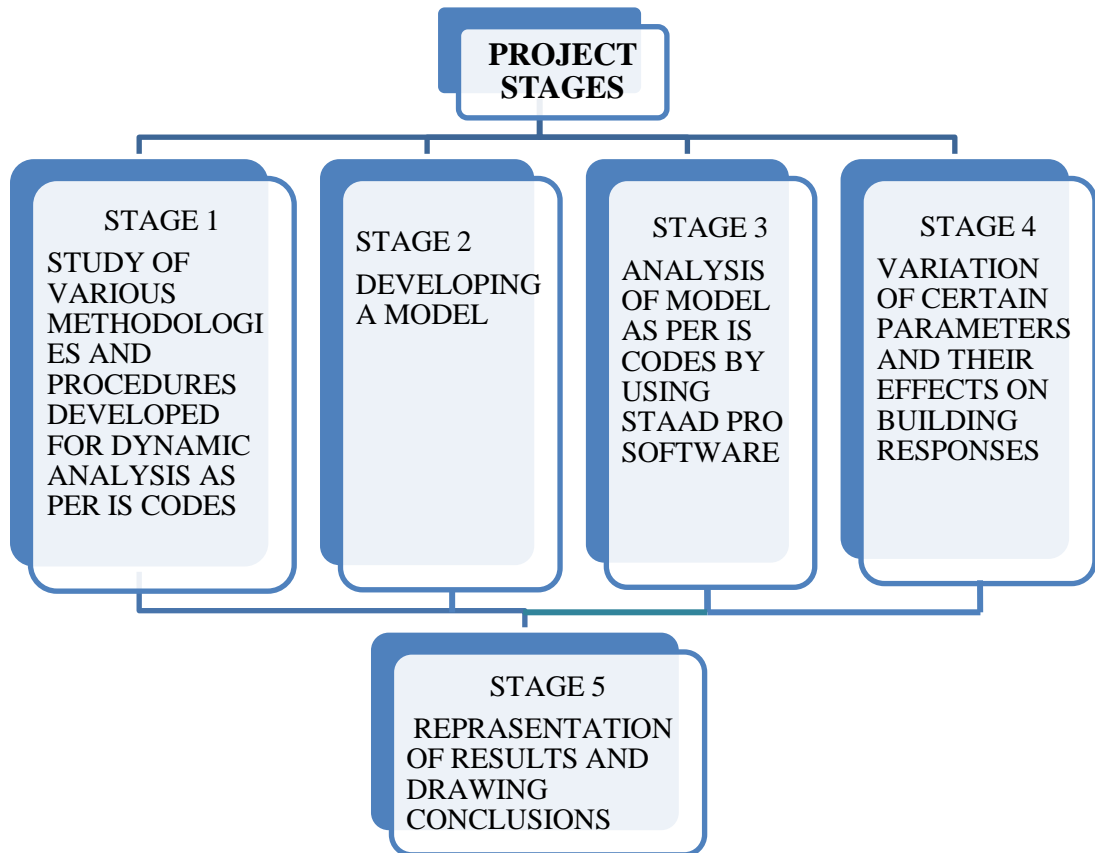 PROJECT
STAGES
STAGE 1
STUDY OF
VARIOUS
METHODOLOGI
ES AND
PROCEDURES
DEVELOPED
FOR DYNAMIC
ANALYSIS AS
PER IS CODES
STAGE 2
DEVELOPING
A MODEL
STAGE 3
ANALYSIS
OF MODEL
AS PER IS
CODES BY
USING
STAAD PRO
SOFTWARE
STAGE 4
VARIATION
OF CERTAIN
PARAMETERS
AND THEIR
EFFECTS ON
BUILDING
RESPONSES
STAGE 5
REPRASENTATION
OF RESULTS AND
DRAWING
CONCLUSIONS